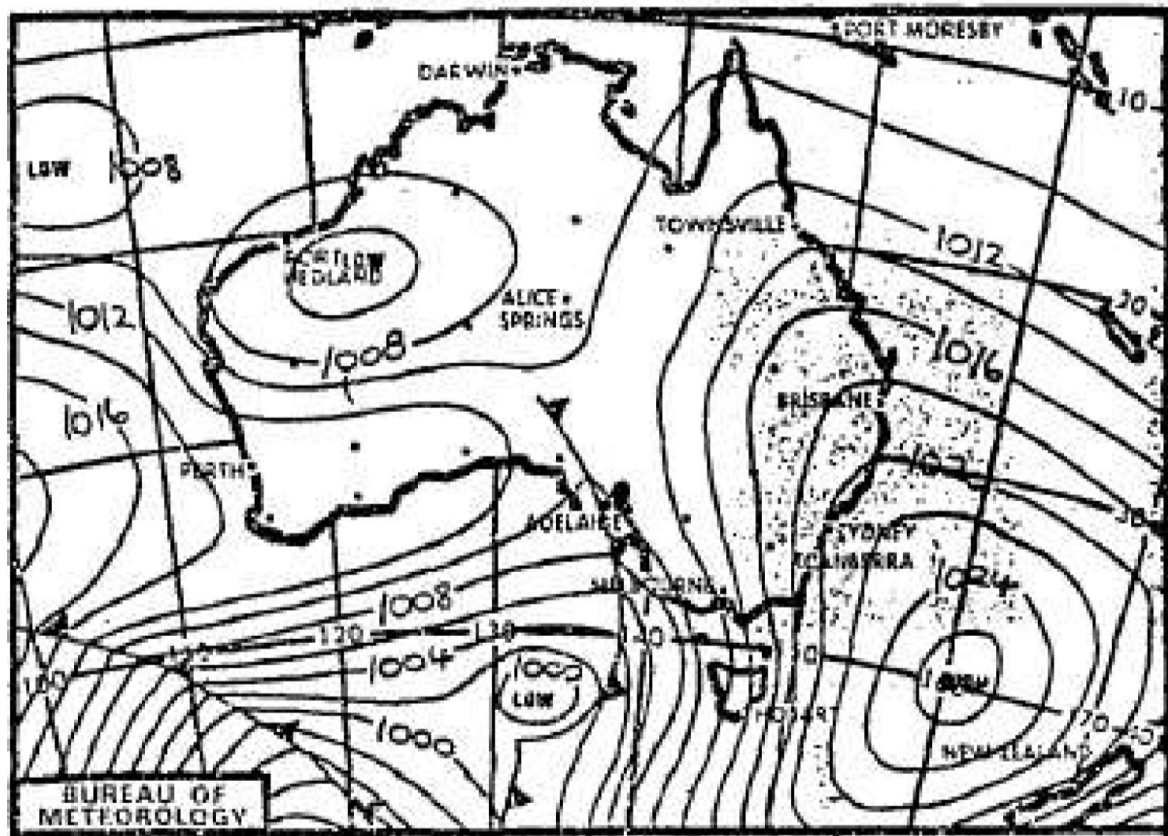 PORT MORESBY
DARWIN
10
LOW
1008
TOWNSVILLE
1012
PORT LOW
HEDLAND
ALICE
SPRINGS
20
1012
1008
1016
1016
BRISBANE
PERTH
ADELAIDE
30
SYDNEY
CANBERRA
1024
MELBOURNE
1008
120
130
140
1004
100
LOW
HOBART
170
1000
NEW ZEALAND
BUREAU OF
METEOROLOGY